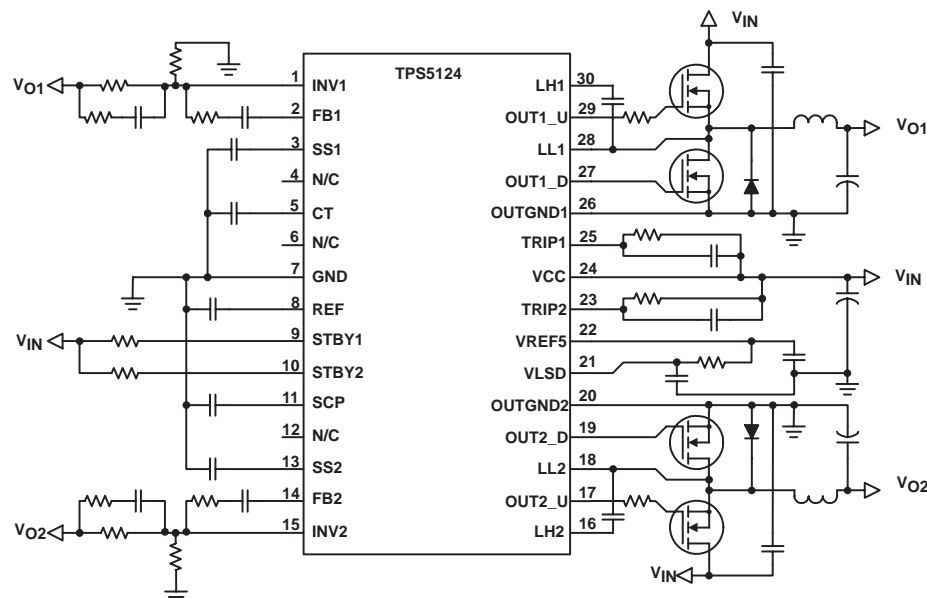 VIN
TPS5124
VO1
1 INV1
LH1 30
2 FB1
OUT1_U 29
VO1
3 SS1
LL1 28
4 N/C
OUT1_D 27
5 CT
OUTGND1 26
6 N/C
TRIP1 25
7 GND
VCC 24
VIN
8 REF
TRIP2 23
VIN
9 STBY1
VREF5 22
10 STBY2
VLSD 21
11 SCP
OUTGND2 20
12 N/C
OUT2_D 19
13 SS2
LL2 18
VO2
14 FB2
OUT2_U 17
VO2
15 INV2
LH2 16
VIN